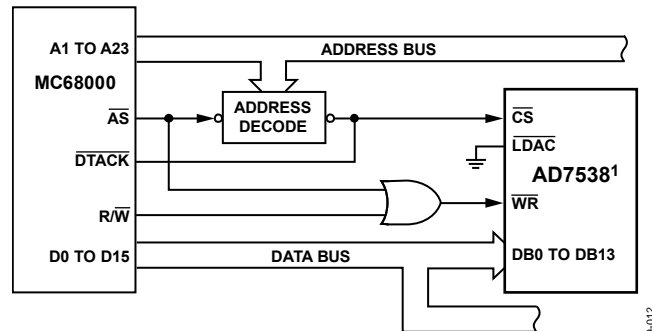 A1 TO A23
ADDRESS BUS
MC68000
AS
ADDRESS
DECODE
CS
DTACK
LDAC
AD7538¹
R/W
WR
D0 TO D15
DATA BUS
DB0 TO DB13